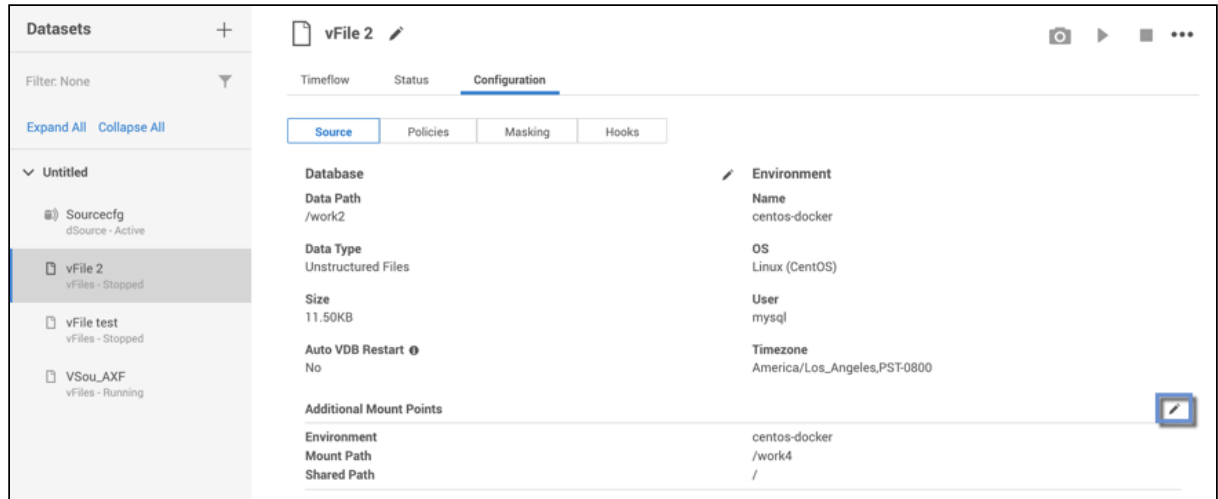 Datasets
Filter: None
Expand All Collapse All
Untitled
Sourcecfg
dSource - Active
vFile 2
vFiles - Stopped
vFile test
vFiles - Stopped
VSou_AXF
vFiles - Running
vFile 2
Timeflow Status Configuration
Source Policies Masking Hooks
Database
Data Path
/work2
Data Type
Unstructured Files
Size
11.50KB
Auto VDB Restart
No
Environment
Name
centos-docker
OS
Linux (CentOS)
User
mysql
Timezone
America/Los_Angeles,PST-0800
Additional Mount Points
Environment centos-docker
Mount Path /work4
Shared Path /